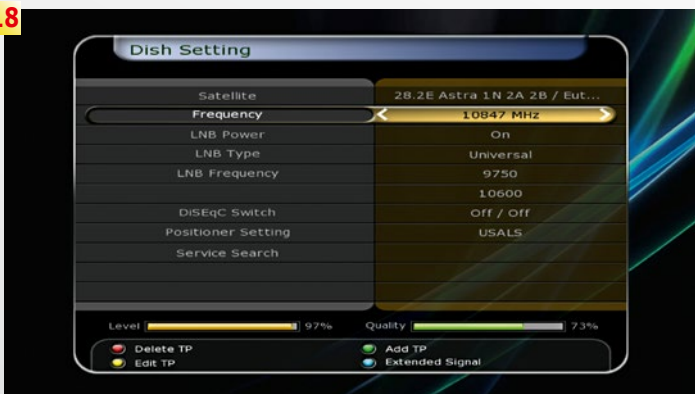 18
Dish Setting
Satellite 28.2E Astra 1N 2A 2B / Eut...
Frequency 10847 MHz
LNB Power On
LNB Type Universal
LNB Frequency 9750
10600
DiSEqC Switch Off / Off
Positioner Setting USALS
Service Search
Level 97% Quality 73%
Delete TP Add TP
Edit TP Extended Signal